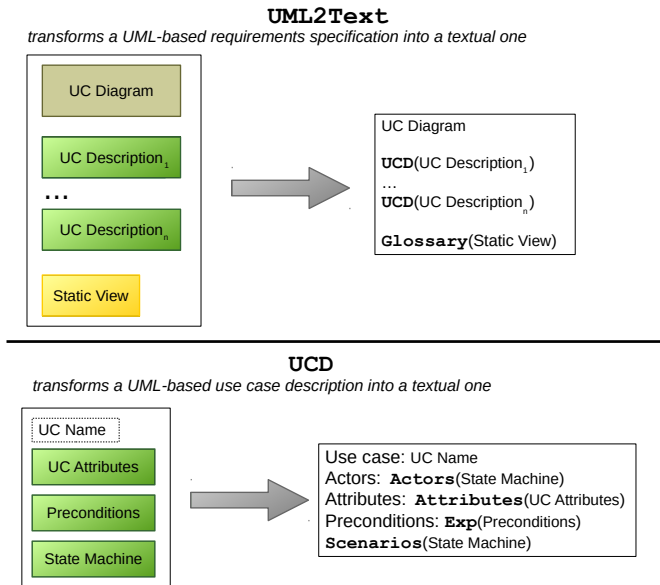 UML2Text
transforms a UML-based requirements specification into a textual one
UC Diagram
UC Description1
...
UC Descriptionn
Static View
UC Diagram
UCD(UC Description1)
...
UCD(UC Descriptionn)
Glossary(Static View)
UCD
transforms a UML-based use case description into a textual one
UC Name
UC Attributes
Preconditions
State Machine
Use case: UC Name
Actors: Actors(State Machine)
Attributes: Attributes(UC Attributes)
Preconditions: Exp(Preconditions)
Scenarios(State Machine)